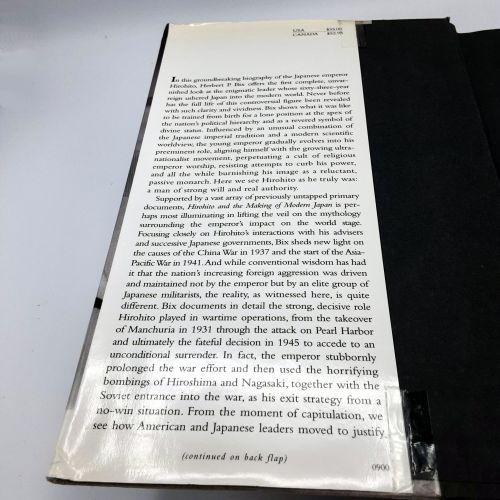 USA $35.00
CANADA $52.95
In this groundbreaking biography of the Japanese emperor
Hirohito, Herbert P. Bix offers the first complete, unvar-
nished look at the enigmatic leader whose sixty-three-year
reign ushered Japan into the modern world. Never before
has the full life of this controversial figure been revealed
with such clarity and vividness. Bix shows what it was like
to be trained from birth for a lone position at the apex of
the nation's political hierarchy and as a revered symbol of
divine status. Influenced by an unusual combination of
the Japanese imperial tradition and a modern scientific
worldview, the young emperor gradually evolves into his
preeminent role, aligning himself with the growing ultra-
nationalist movement, perpetuating a cult of religious
emperor worship, resisting attempts to curb his power,
and all the while burnishing his image as a reluctant,
passive monarch. Here we see Hirohito as he truly was:
a man of strong will and real authority.
Supported by a vast array of previously untapped primary
documents, Hirohito and the Making of Modern Japan is per-
haps most illuminating in lifting the veil on the mythology
surrounding the emperor's impact on the world stage.
Focusing closely on Hirohito's interactions with his advisers
and successive Japanese governments, Bix sheds new light on
the causes of the China War in 1937 and the start of the Asia-
Pacific War in 1941. And while conventional wisdom has had
it that the nation's increasing foreign aggression was driven
and maintained not by the emperor but by an elite group of
Japanese militarists, the reality, as witnessed here, is quite
different. Bix documents in detail the strong, decisive role
Hirohito played in wartime operations, from the takeover
of Manchuria in 1931 through the attack on Pearl Harbor
and ultimately the fateful decision in 1945 to accede to an
unconditional surrender. In fact, the emperor stubbornly
prolonged the war effort and then used the horrifying
bombings of Hiroshima and Nagasaki, together with the
Soviet entrance into the war, as his exit strategy from a
no-win situation. From the moment of capitulation, we
see how American and Japanese leaders moved to justify
(continued on back flap)
0900